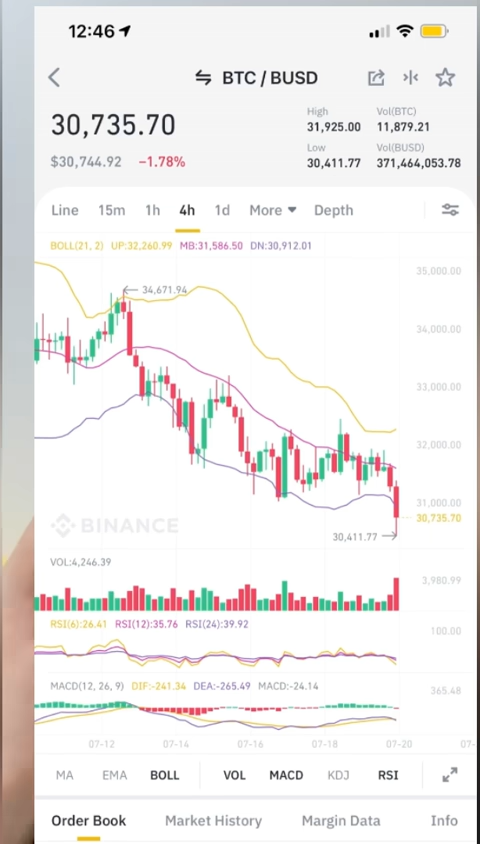 12:46
BTC / BUSD
30,735.70
$30,744.92 −1.78%
High
31,925.00
Low
30,411.77
Vol(BTC)
11,879.21
Vol(BUSD)
371,464,053.78
Line 15m 1h 4h 1d More Depth
BOLL(21, 2) UP:32,260.99 MB:31,586.50 DN:30,912.01
35,000.00
34,671.94
34,000.00
33,000.00
32,000.00
31,000.00
30,735.70
BINANCE
30,411.77
VOL:4,246.39
3,980.99
RSI(6):26.41 RSI(12):35.76 RSI(24):39.92
100.00
MACD(12, 26, 9) DIF:-241.34 DEA:-265.49 MACD:-24.14
365.48
07-12 07-14 07-16 07-18 07-20 07-
MA EMA BOLL VOL MACD KDJ RSI
Order Book Market History Margin Data Info